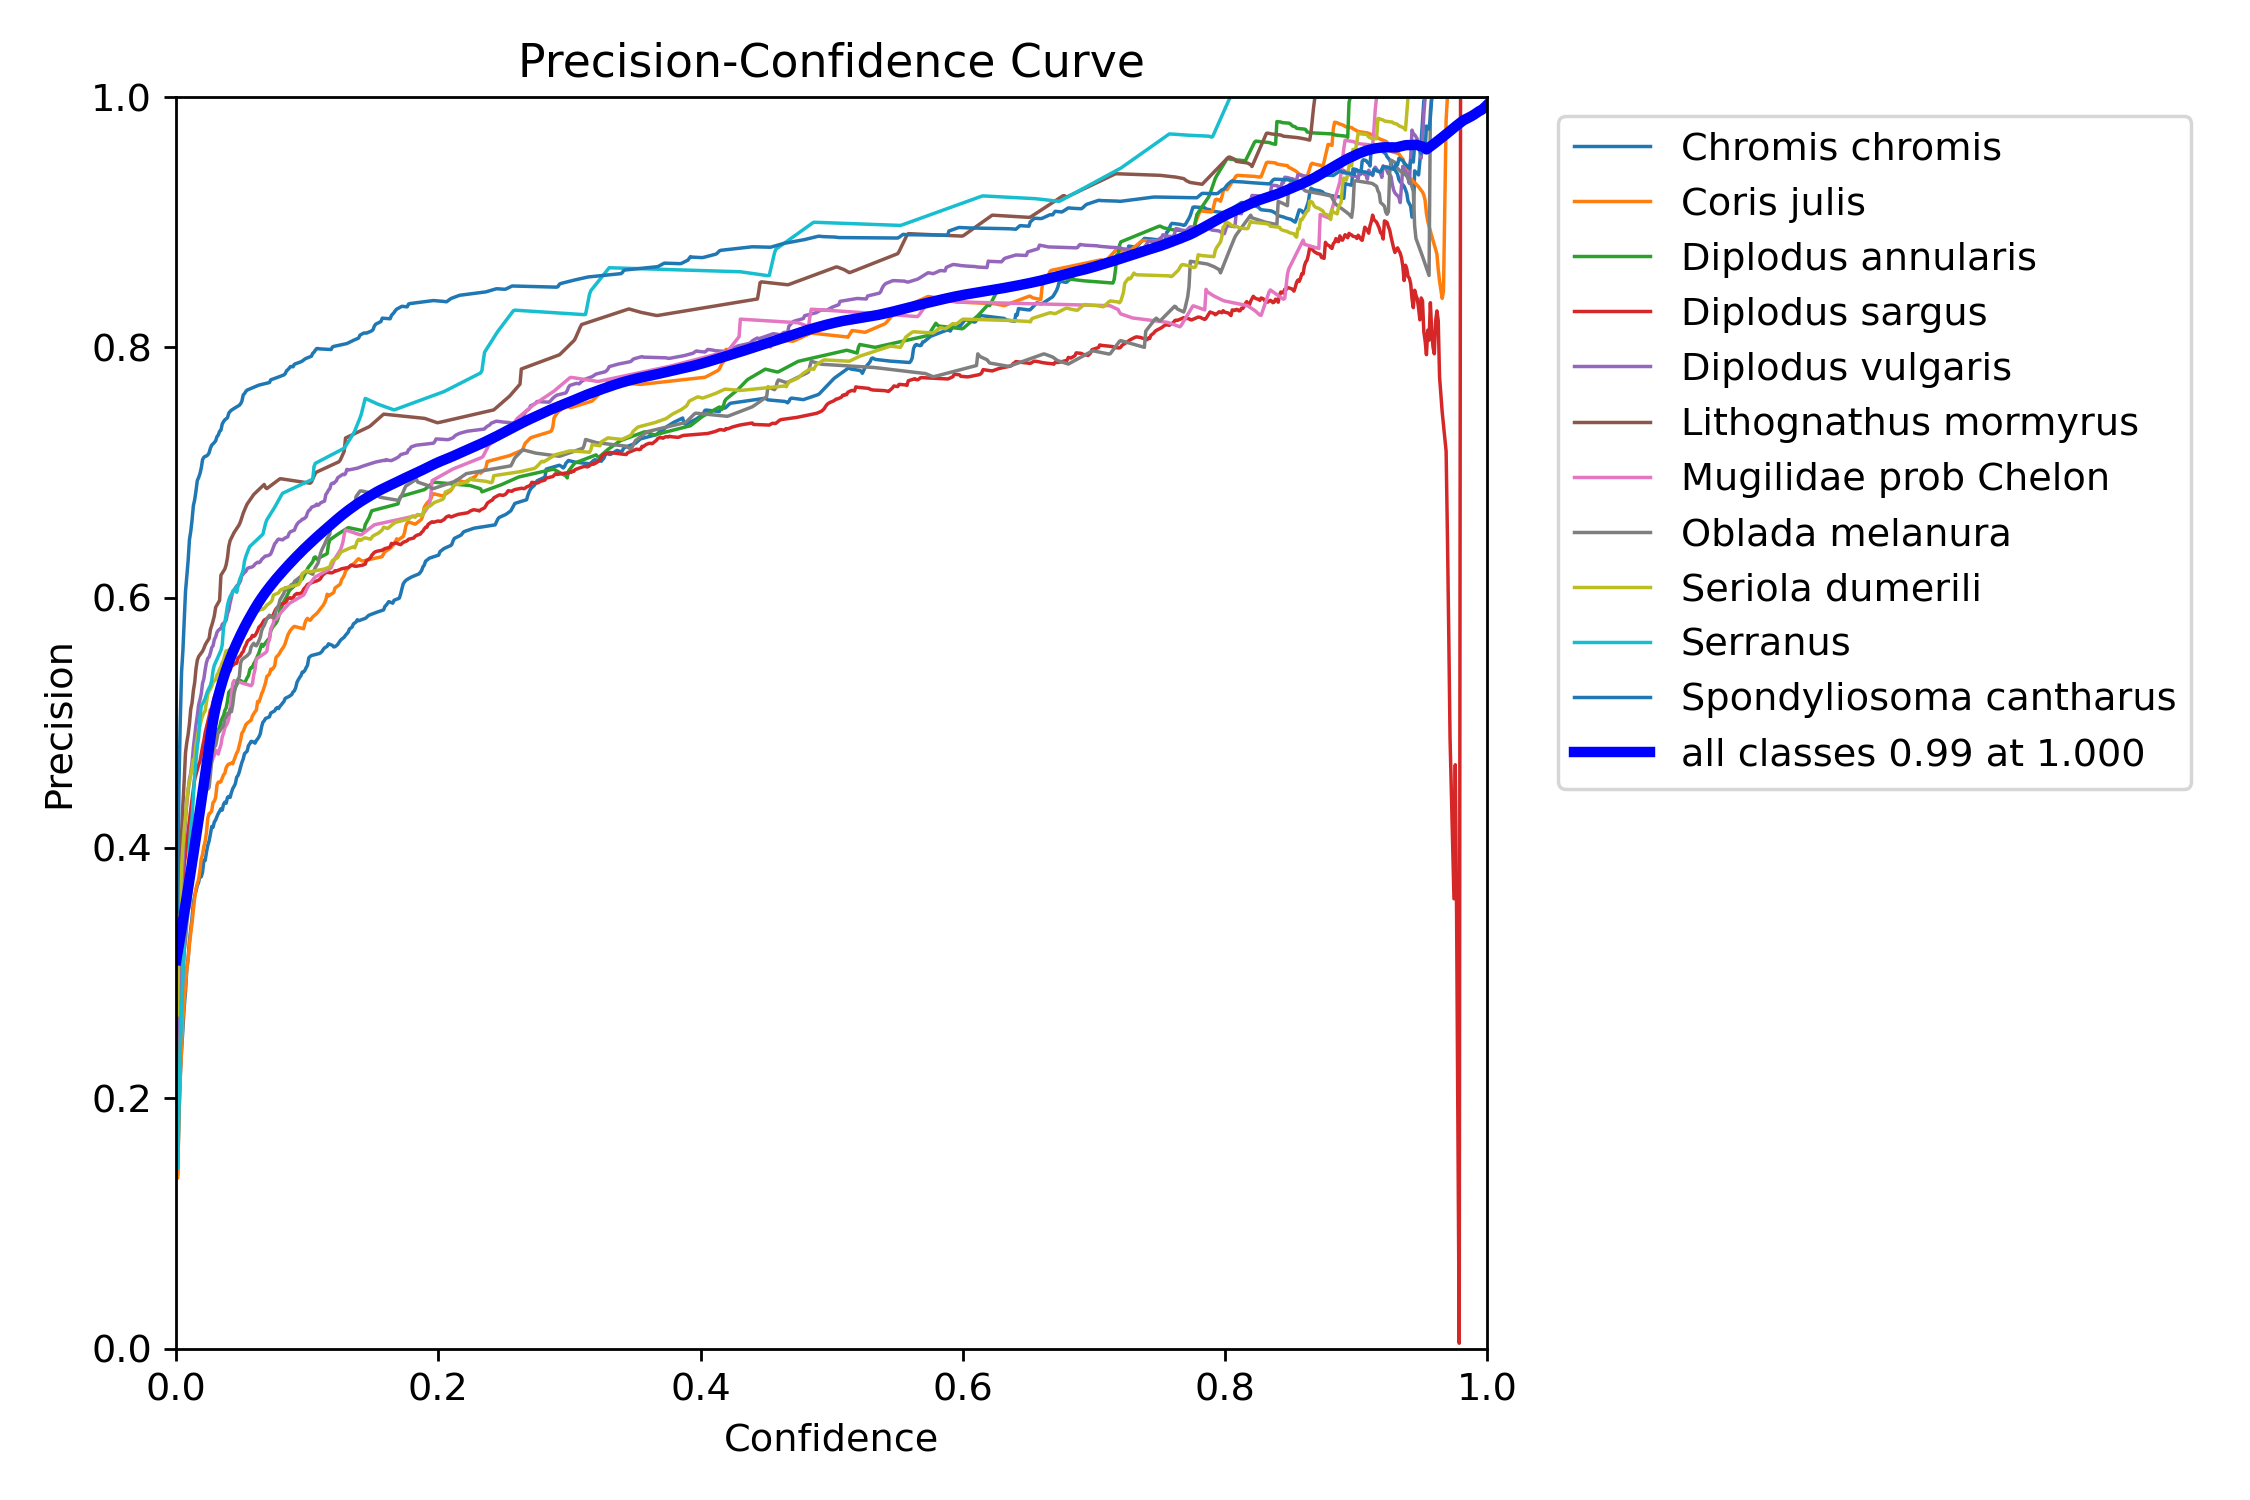 Precision-Confidence Curve
1.0
0.8
0.6
0.4
0.2
0.0
Precision
0.0 0.2 0.4 0.6 0.8 1.0
Confidence
Chromis chromis
Coris julis
Diplodus annularis
Diplodus sargus
Diplodus vulgaris
Lithognathus mormyrus
Mugilidae prob Chelon
Oblada melanura
Seriola dumerili
Serranus
Spondyliosoma cantharus
all classes 0.99 at 1.000